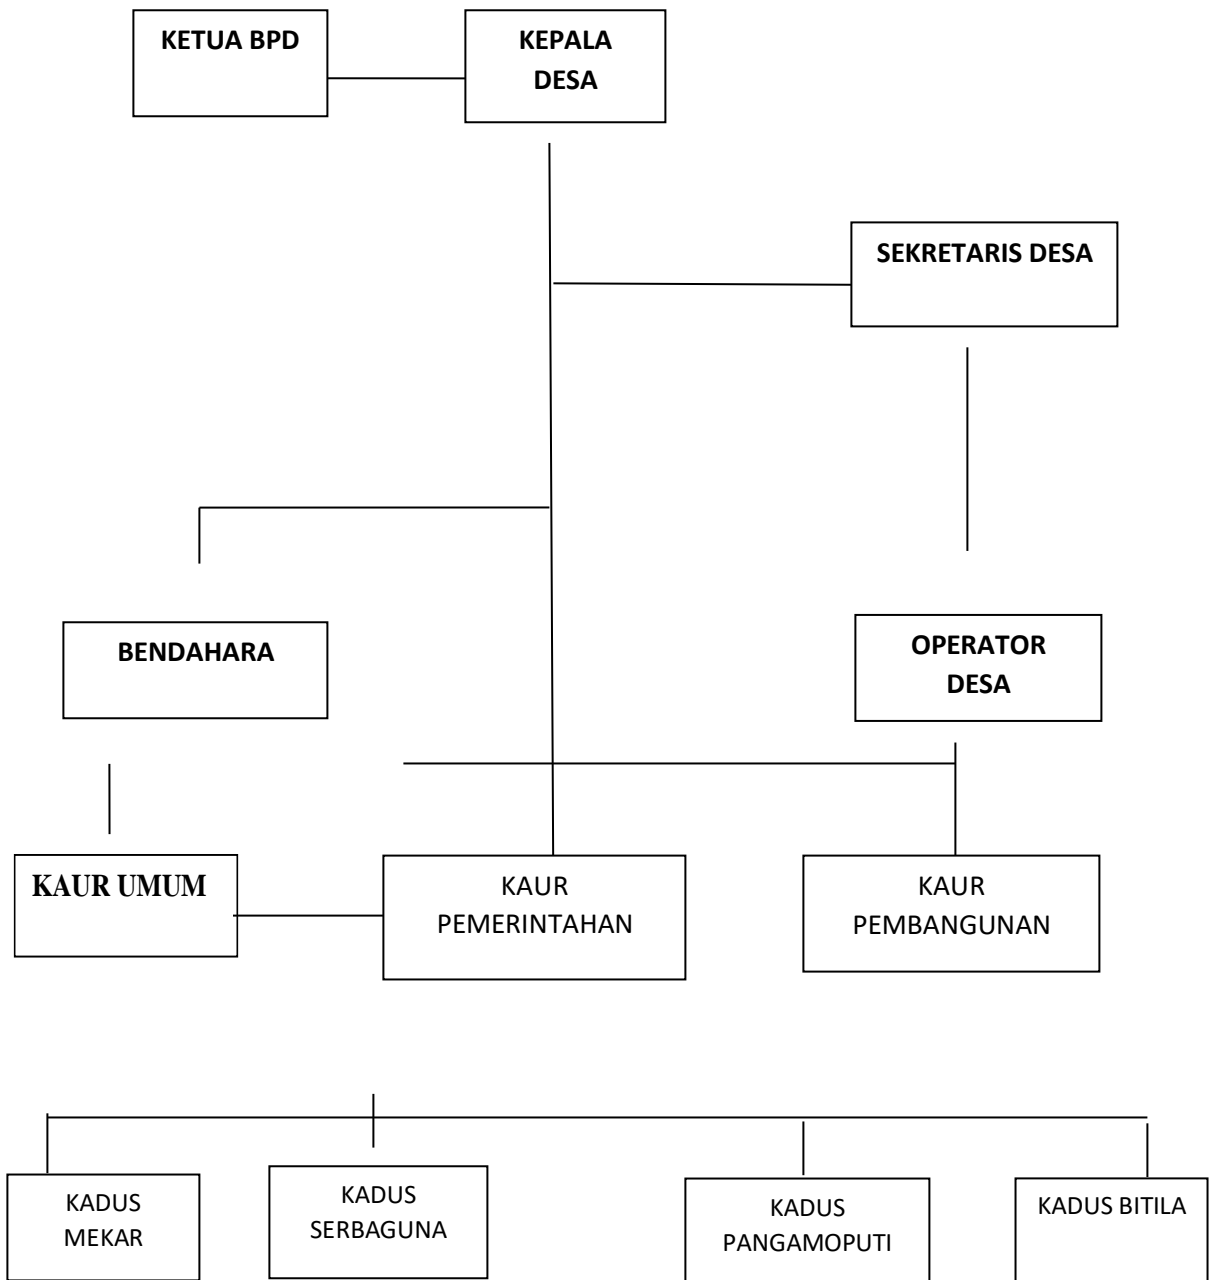 KETUA BPD
KEPALA
DESA
SEKRETARIS DESA
BENDAHARA
OPERATOR
DESA
KAUR UMUM
KAUR
PEMERINTAHAN
KAUR
PEMBANGUNAN
KADUS
MEKAR
KADUS
SERBAGUNA
KADUS
PANGAMOPUTI
KADUS BITILA